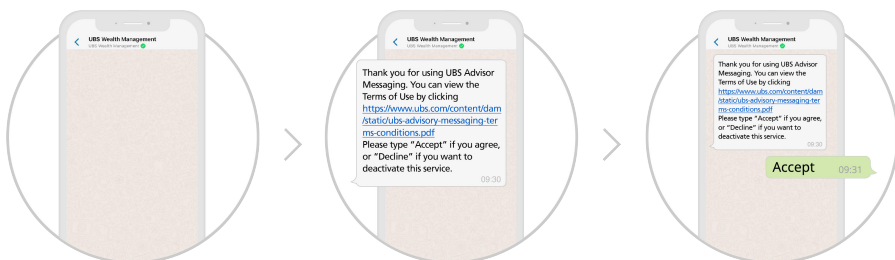 UBS Wealth Management
UBS Wealth Management
UBS Wealth Management
UBS Wealth Management
Thank you for using UBS Advisor
Messaging. You can view the
Terms of Use by clicking
https://www.ubs.com/content/dam
/static/ubs-advisory-messaging-ter
ms-conditions.pdf
Please type “Accept” if you agree,
or “Decline” if you want to
deactivate this service.
09:30
UBS Wealth Management
UBS Wealth Management
Thank you for using UBS Advisor
Messaging. You can view the
Terms of Use by clicking
https://www.ubs.com/content/dam
/static/ubs-advisory-messaging-ter
ms-conditions.pdf
Please type “Accept” if you agree,
or “Decline” if you want to
deactivate this service.
09:30
Accept 09:31